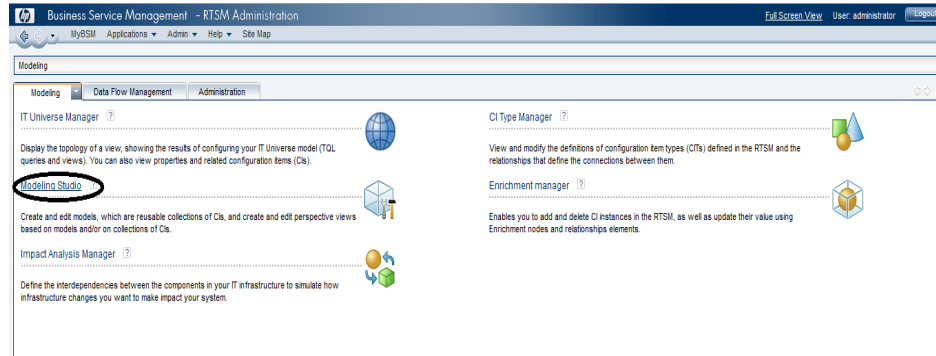 hp Business Service Management - RTSM Administration Full Screen View User: administrator Logout
MyBSM Applications Admin Help Site Map
Modeling
Modeling Data Flow Management Administration
IT Universe Manager ?
Display the topology of a view, showing the results of configuring your IT Universe model (TQL
queries and views). You can also view properties and related configuration items (CIs).
CI Type Manager ?
View and modify the definitions of configuration item types (CITs) defined in the RTSM and the
relationships that define the connections between them.
Modeling Studio ?
Create and edit models, which are reusable collections of CIs, and create and edit perspective views
based on models and/or on collections of CIs.
Enrichment manager ?
Enables you to add and delete CI instances in the RTSM, as well as update their value using
Enrichment nodes and relationships elements.
Impact Analysis Manager ?
Define the interdependencies between the components in your IT infrastructure to simulate how
infrastructure changes you want to make impact your system.